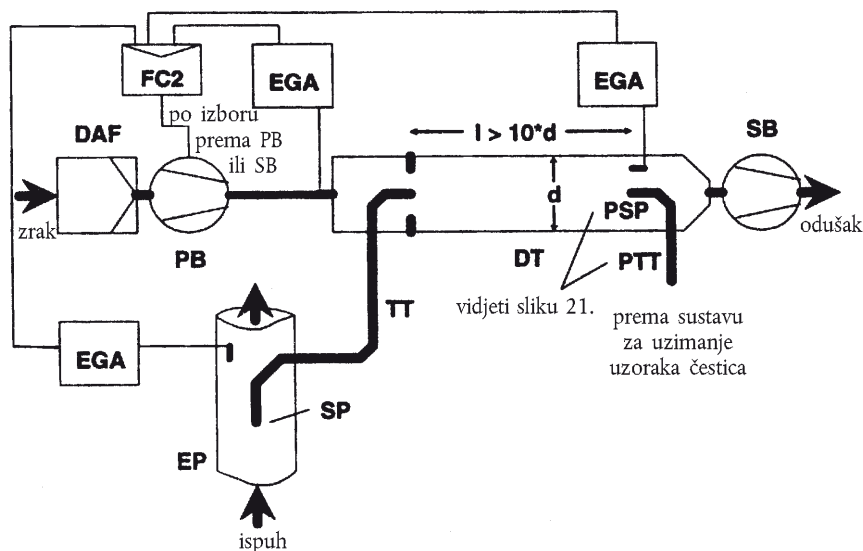 FC2
EGA
EGA
po izboru
prema PB
ili SB
DAF
l > 10*d
SB
zrak
d
PSP
odušak
PB
DT
PTT
TT
vidjeti sliku 21.
prema sustavu
za uzimanje
uzoraka čestica
EGA
SP
EP
ispuh